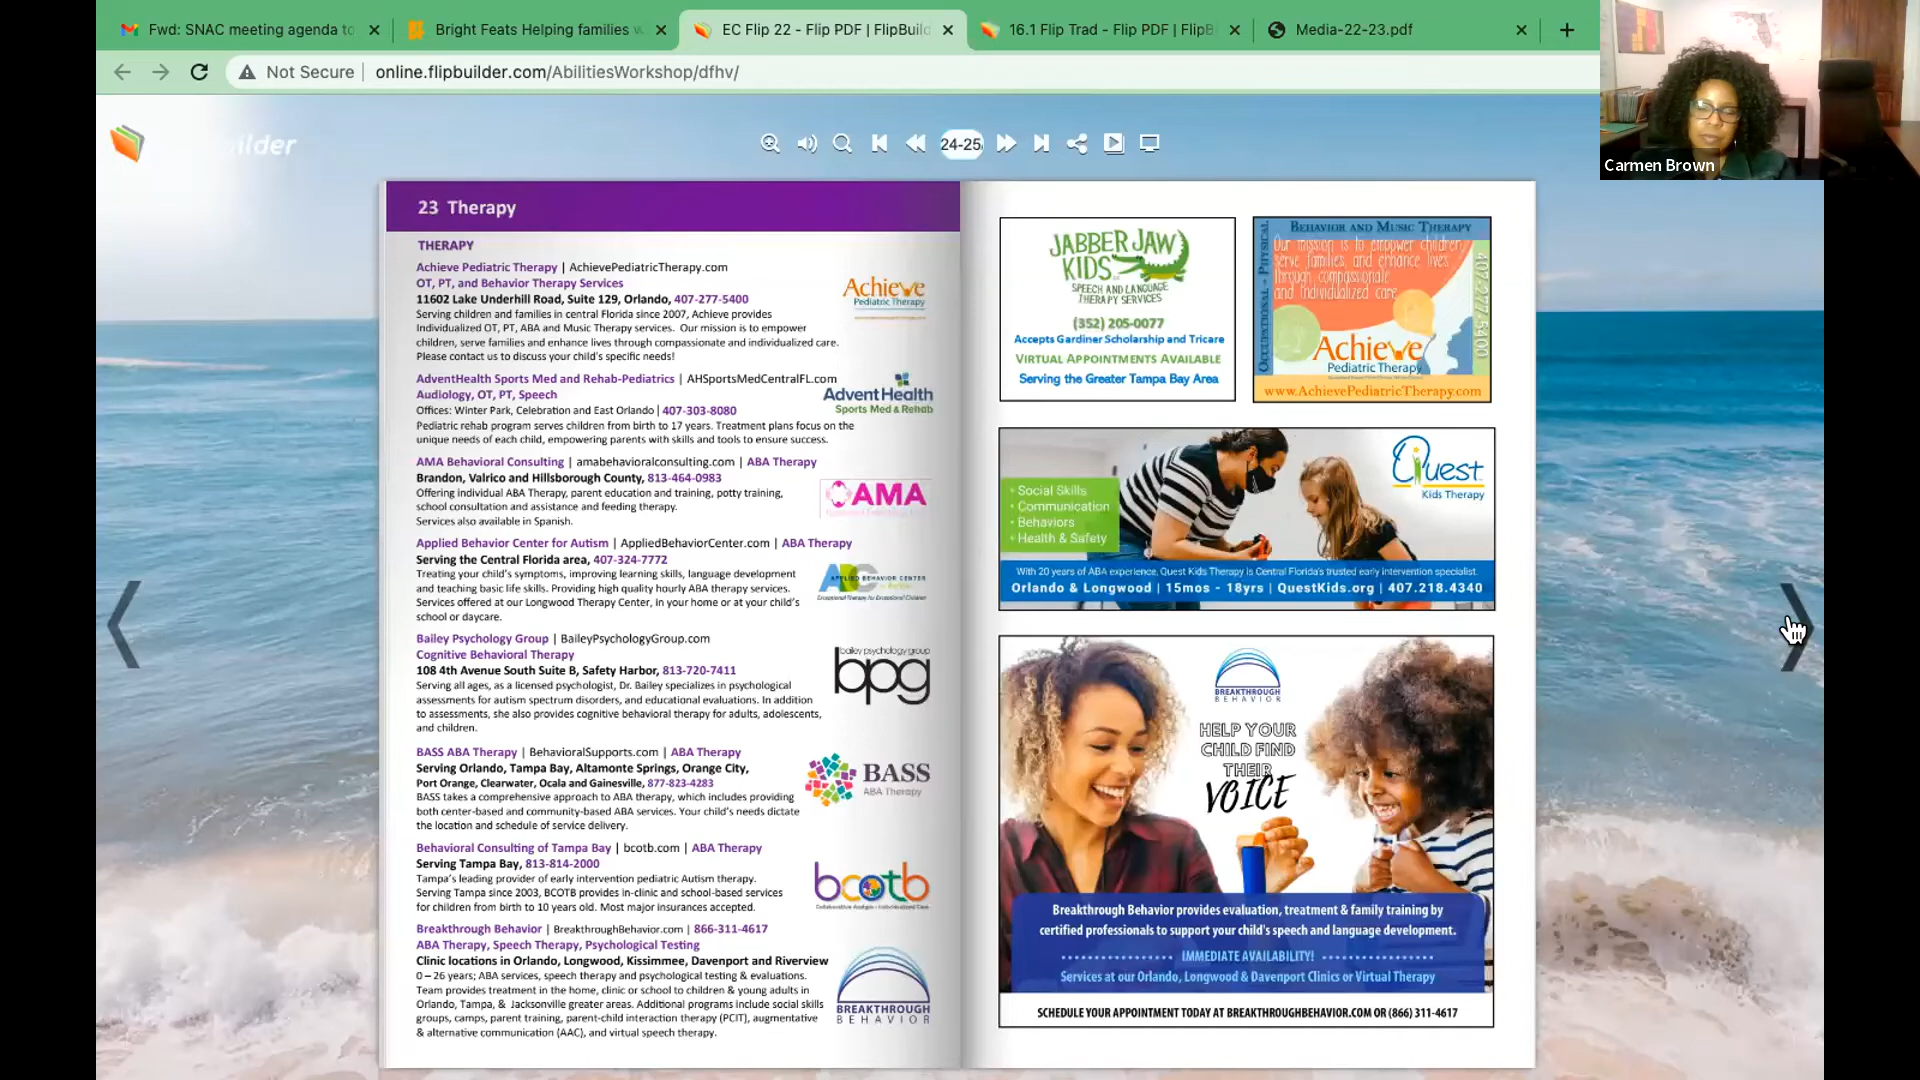 Fwd: SNAC meeting agenda to
Bright Feats Helping families w
EC Flip 22 - Flip PDF | FlipBuild
16.1 Flip Trad - Flip PDF | FlipB
Media-22-23.pdf
Not Secure
online.flipbuilder.com/AbilitiesWorkshop/dfhv/
Carmen Brown
24-25
23 Therapy
THERAPY
Achieve Pediatric Therapy | AchievePediatricTherapy.com
OT, PT, and Behavior Therapy Services
11602 Lake Underhill Road, Suite 129, Orlando, 407-277-5400
Serving children and families in central Florida since 2007, Achieve provides
Individualized OT, PT, ABA and Music Therapy services. Our mission is to empower
children, serve families and enhance lives through compassionate and individualized care.
Please contact us to discuss your child's specific needs!
Achieve
Pediatric Therapy
AdventHealth Sports Med and Rehab-Pediatrics | AHSportsMedCentralFL.com
Audiology, OT, PT, Speech
Offices: Winter Park, Celebration and East Orlando | 407-303-8080
Pediatric rehab program serves children from birth to 17 years. Treatment plans focus on the
unique needs of each child, empowering parents with skills and tools to ensure success.
Advent Health
Sports Med & Rehab
AMA Behavioral Consulting | amabehavioralconsulting.com | ABA Therapy
Brandon, Valrico and Hillsborough County, 813-464-0983
Offering individual ABA Therapy, parent education and training, potty training,
school consultation and assistance and feeding therapy.
Services also available in Spanish.
AMA
Applied Behavior Center for Autism | AppliedBehaviorCenter.com | ABA Therapy
Serving the Central Florida area, 407-324-7772
Treating your child's symptoms, improving learning skills, language development
and teaching basic life skills. Providing high quality hourly ABA therapy services.
Services offered at our Longwood Therapy Center, in your home or at your child's
school or daycare.
ABC APPLIED BEHAVIOR CENTER
Exceptional Therapy for Exceptional Children
Bailey Psychology Group | BaileyPsychologyGroup.com
Cognitive Behavioral Therapy
108 4th Avenue South Suite B, Safety Harbor, 813-720-7411
Serving all ages, as a licensed psychologist, Dr. Bailey specializes in psychological
assessments for autism spectrum disorders, and educational evaluations. In addition
to assessments, she also provides cognitive behavioral therapy for adults, adolescents,
and children.
bailey psychology group
bpg
BASS ABA Therapy | BehavioralSupports.com | ABA Therapy
Serving Orlando, Tampa Bay, Altamonte Springs, Orange City,
Port Orange, Clearwater, Ocala and Gainesville, 877-823-4283
BASS takes a comprehensive approach to ABA therapy, which includes providing
both center-based and community-based ABA services. Your child's needs dictate
the location and schedule of service delivery.
BASS
ABA Therapy
Behavioral Consulting of Tampa Bay | bcotb.com | ABA Therapy
Serving Tampa Bay, 813-814-2000
Tampa's leading provider of early intervention pediatric Autism therapy.
Serving Tampa since 2003, BCOTB provides in-clinic and school-based services
for children from birth to 10 years old. Most major insurances accepted.
bcotb
Breakthrough Behavior | BreakthroughBehavior.com | 866-311-4617
ABA Therapy, Speech Therapy, Psychological Testing
Clinic locations in Orlando, Longwood, Kissimmee, Davenport and Riverview
0 – 26 years; ABA services, speech therapy and psychological testing & evaluations.
Team provides treatment in the home, clinic or school to children & young adults in
Orlando, Tampa, & Jacksonville greater areas. Additional programs include social skills
groups, camps, parent training, parent-child interaction therapy (PCIT), augmentative
& alternative communication (AAC), and virtual speech therapy.
BREAKTHROUGH
BEHAVIOR
JABBER JAW
KIDS
SPEECH AND LANGUAGE
THERAPY SERVICES
(352) 205-0077
Accepts Gardiner Scholarship and Tricare
VIRTUAL APPOINTMENTS AVAILABLE
Serving the Greater Tampa Bay Area
BEHAVIOR AND MUSIC THERAPY
OCCUPATIONAL - PHYSICAL
Our mission is to empower children,
serve families, and enhance lives
through compassionate
and individualized care
407-277-5400
Achieve
Pediatric Therapy
www.AchievePediatricTherapy.com
Quest
Kids Therapy
• Social Skills
• Communication
• Behaviors
• Health & Safety
With 20 years of ABA experience, Quest Kids Therapy is Central Florida's trusted early intervention specialist.
Orlando & Longwood | 15mos - 18yrs | QuestKids.org | 407.218.4340
BREAKTHROUGH
BEHAVIOR
HELP YOUR
CHILD FIND
THEIR
VOICE
Breakthrough Behavior provides evaluation, treatment & family training by
certified professionals to support your child's speech and language development.
IMMEDIATE AVAILABILITY!
Services at our Orlando, Longwood & Davenport Clinics or Virtual Therapy
SCHEDULE YOUR APPOINTMENT TODAY AT BREAKTHROUGHBEHAVIOR.COM OR (866) 311-4617